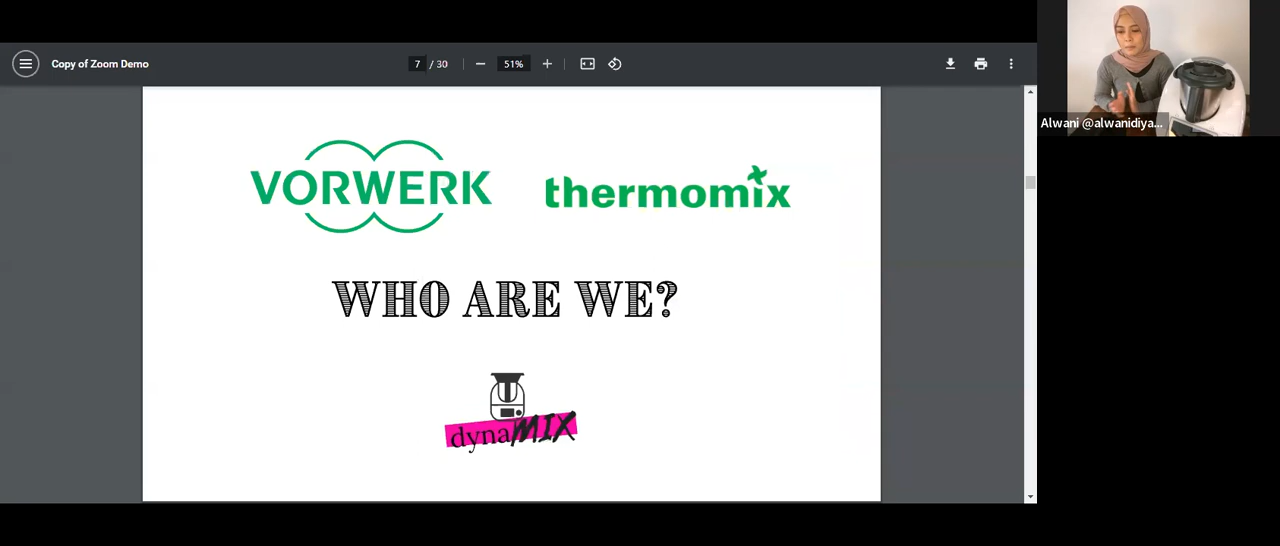 Copy of Zoom Demo
7 / 30
51%
Alwani @alwanidiya...
VORWERK
thermomix
WHO ARE WE?
dynaMIX